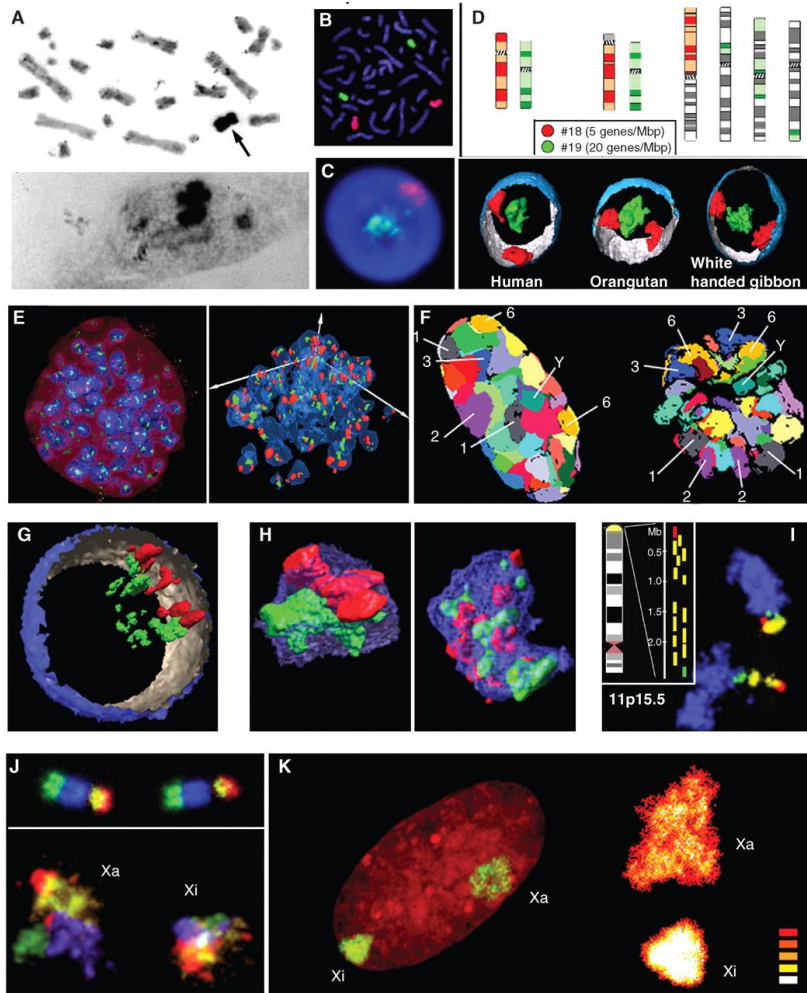 A
B
D
#18 (5 genes/Mbp)
#19 (20 genes/Mbp)
C
Human
Orangutan
White
handed gibbon
E
F
6
1
3
Y
6
2
1
3
6
6
Y
3
1
1
2
2
G
H
I
Mb
0.5
1.0
1.5
2.0
11p15.5
J
Xa
Xi
K
Xa
Xi
Xa
Xi